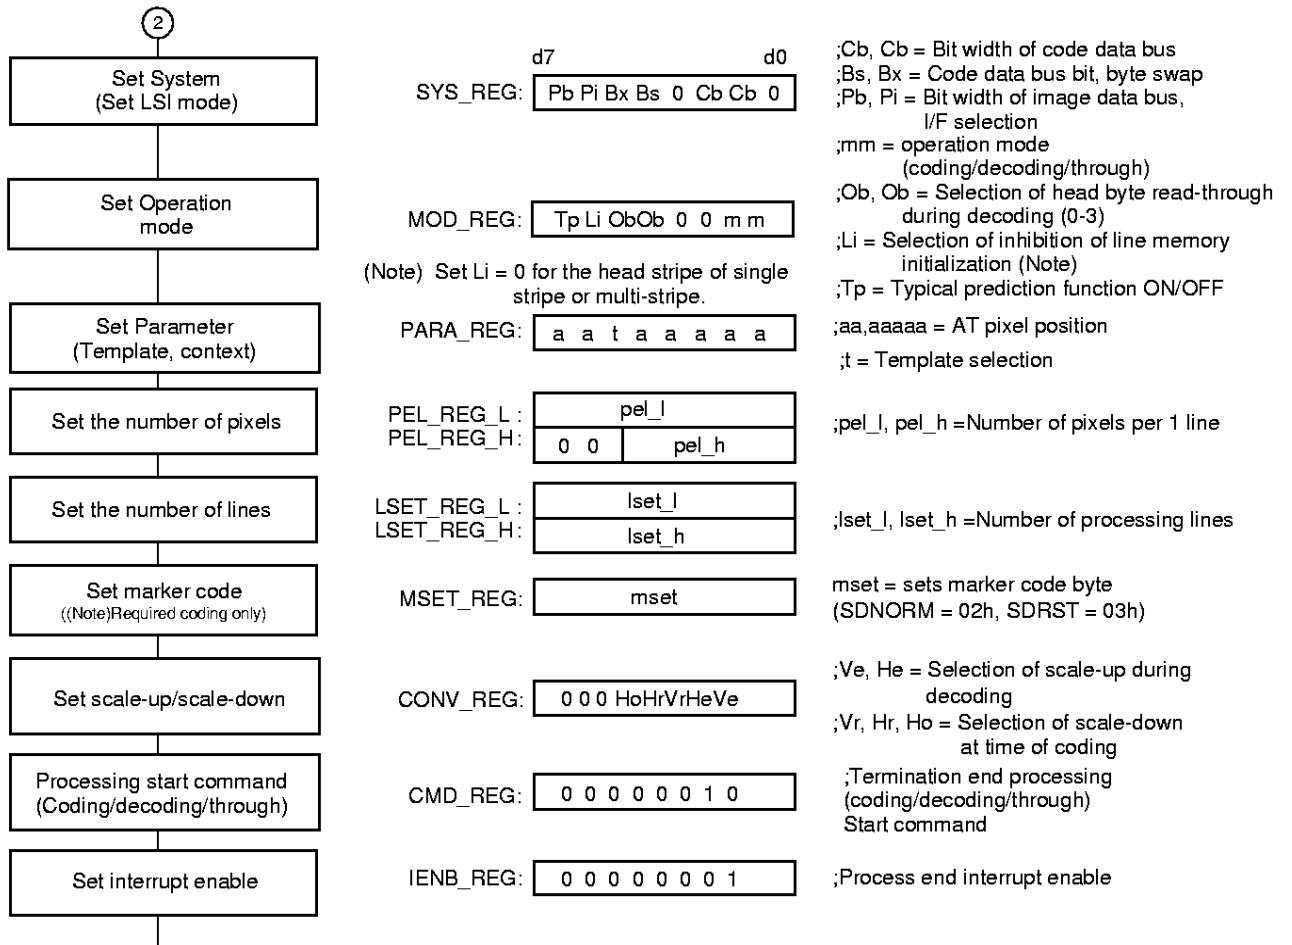 2
Set System
(Set LSI mode)
d7 d0
SYS_REG: Pb Pi Bx Bs 0 Cb Cb 0
;Cb, Cb = Bit width of code data bus
;Bs, Bx = Code data bus bit, byte swap
;Pb, Pi = Bit width of image data bus,
I/F selection
;mm = operation mode
(coding/decoding/through)
Set Operation
mode
MOD_REG: Tp Li ObOb 0 0 m m
;Ob, Ob = Selection of head byte read-through
during decoding (0-3)
;Li = Selection of inhibition of line memory
initialization (Note)
;Tp = Typical prediction function ON/OFF
(Note) Set Li = 0 for the head stripe of single
stripe or multi-stripe.
Set Parameter
(Template, context)
PARA_REG: a a t a a a a a
;aa,aaaaa = AT pixel position
;t = Template selection
Set the number of pixels
PEL_REG_L : pel_l
PEL_REG_H: 0 0 pel_h
;pel_l, pel_h =Number of pixels per 1 line
Set the number of lines
LSET_REG_L : lset_l
LSET_REG_H: lset_h
;lset_l, lset_h =Number of processing lines
Set marker code
((Note)Required coding only)
MSET_REG: mset
mset = sets marker code byte
(SDNORM = 02h, SDRST = 03h)
Set scale-up/scale-down
CONV_REG: 0 0 0 HoHrVrHeVe
;Ve, He = Selection of scale-up during
decoding
;Vr, Hr, Ho = Selection of scale-down
at time of coding
Processing start command
(Coding/decoding/through)
CMD_REG: 0 0 0 0 0 0 1 0
;Termination end processing
(coding/decoding/through)
Start command
Set interrupt enable
IENB_REG: 0 0 0 0 0 0 0 1
;Process end interrupt enable